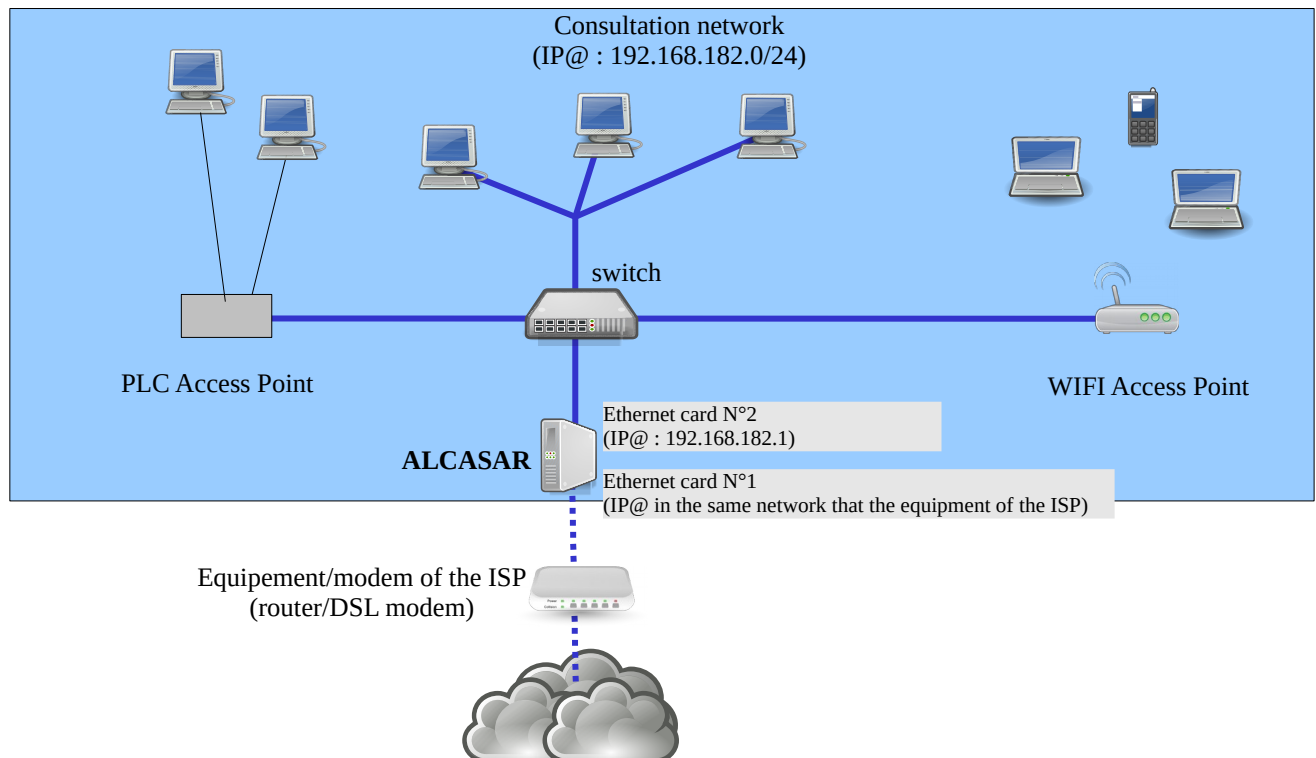 Consultation network
(IP@ : 192.168.182.0/24)
switch
PLC Access Point
WIFI Access Point
Ethernet card N°2
(IP@ : 192.168.182.1)
ALCASAR
Ethernet card N°1
(IP@ in the same network that the equipment of the ISP)
Equipement/modem of the ISP
(router/DSL modem)